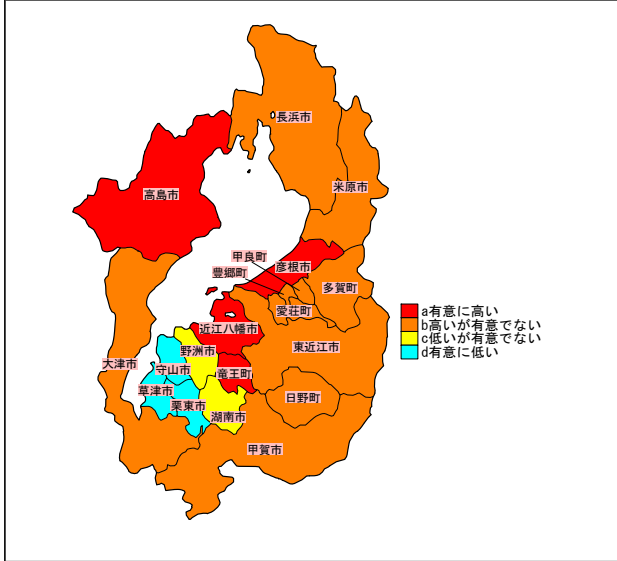 長浜市
米原市
高島市
甲良町
彦根市
豊郷町
多賀町
愛荘町
近江八幡市
東近江市
野洲市
大津市
守山市
竜王町
草津市
日野町
栗東市
湖南市
甲賀市
a有意に高い
b高いが有意でない
c低いが有意でない
d有意に低い